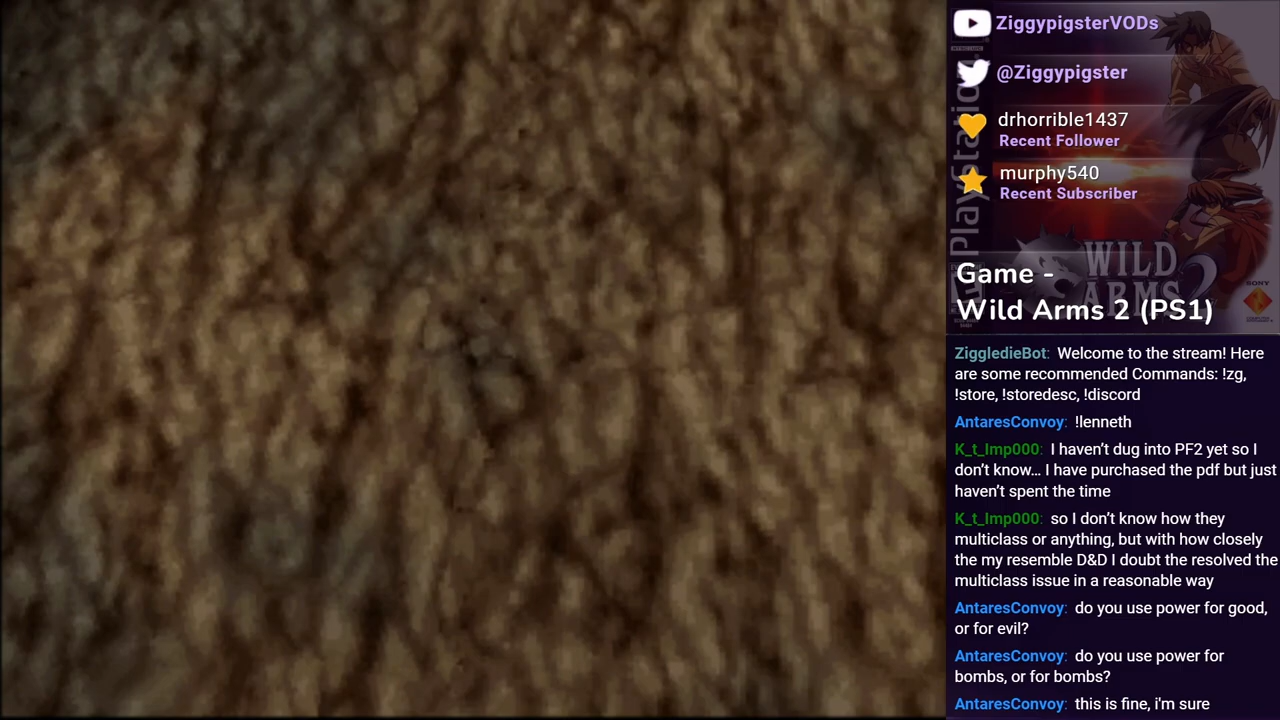 ZiggypigsterVODs
@Ziggypigster
drhorrible1437
Recent Follower
murphy540
Recent Subscriber
PlayStation
WILD
ARMS 2
SONY
Game -
Wild Arms 2 (PS1)
ZiggledieBot: Welcome to the stream! Here
are some recommended Commands: !zg,
!store, !storedesc, !discord
AntaresConvoy: !lenneth
K_t_Imp000: I haven’t dug into PF2 yet so I
don’t know… I have purchased the pdf but just
haven’t spent the time
K_t_Imp000: so I don’t know how they
multiclass or anything, but with how closely
the my resemble D&D I doubt the resolved the
multiclass issue in a reasonable way
AntaresConvoy: do you use power for good,
or for evil?
AntaresConvoy: do you use power for
bombs, or for bombs?
AntaresConvoy: this is fine, i'm sure